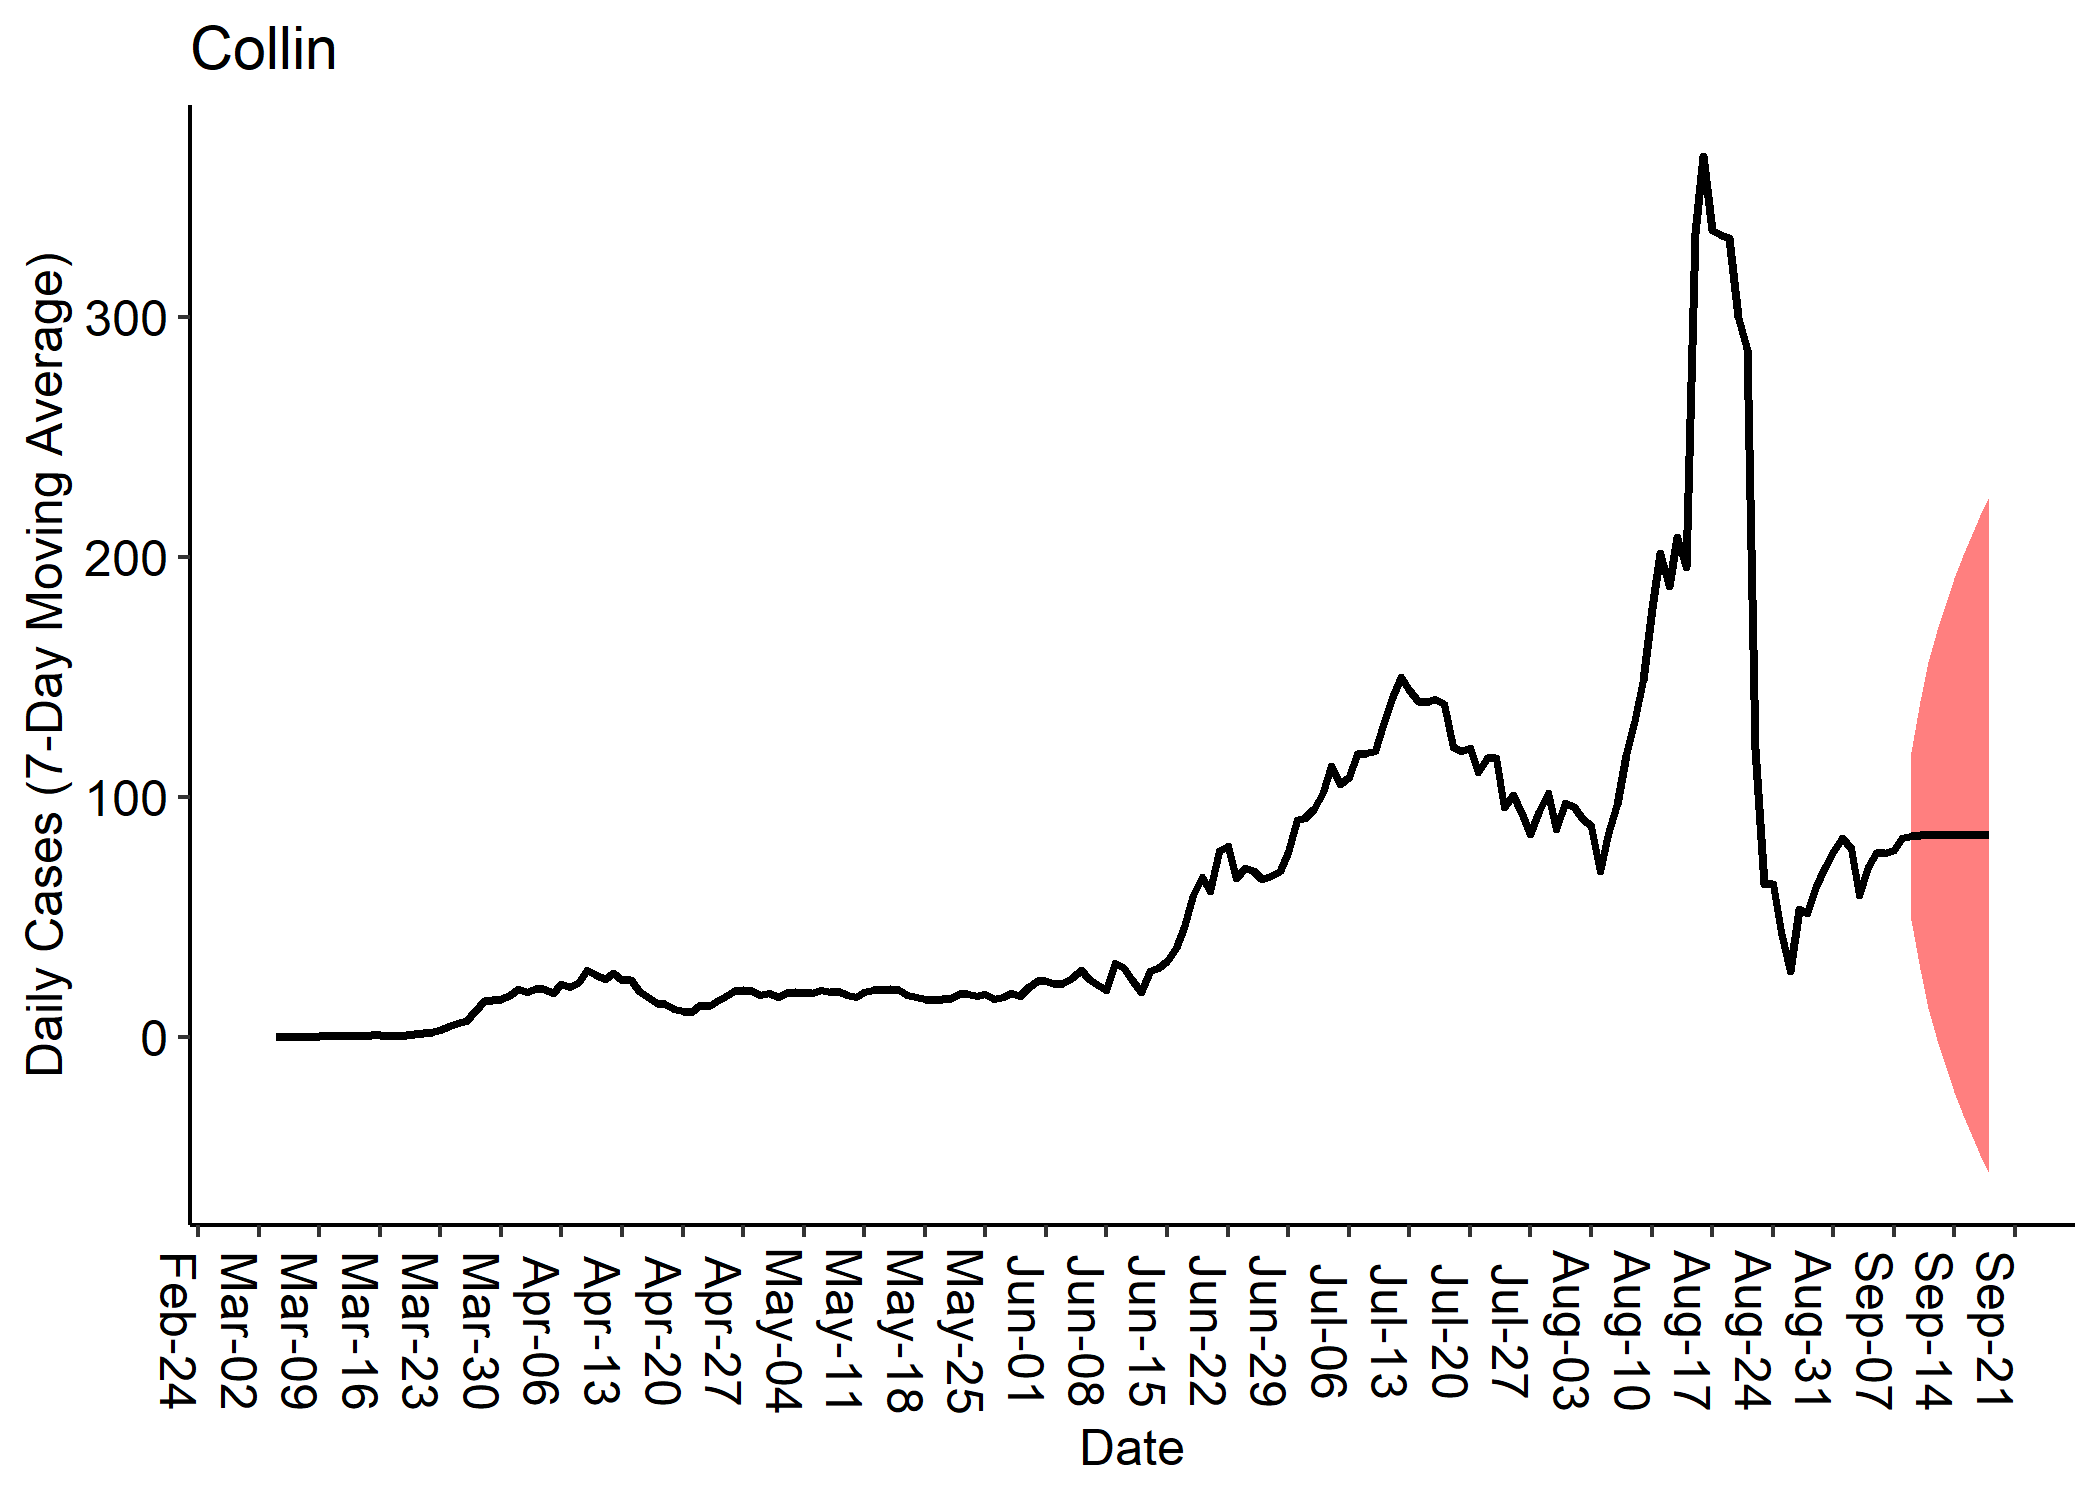 Collin
Daily Cases (7-Day Moving Average)
300
200
100
0
Feb-24
Mar-02
Mar-09
Mar-16
Mar-23
Mar-30
Apr-06
Apr-13
Apr-20
Apr-27
May-04
May-11
May-18
May-25
Jun-01
Jun-08
Jun-15
Jun-22
Jun-29
Jul-06
Jul-13
Jul-20
Jul-27
Aug-03
Aug-10
Aug-17
Aug-24
Aug-31
Sep-07
Sep-14
Sep-21
Date